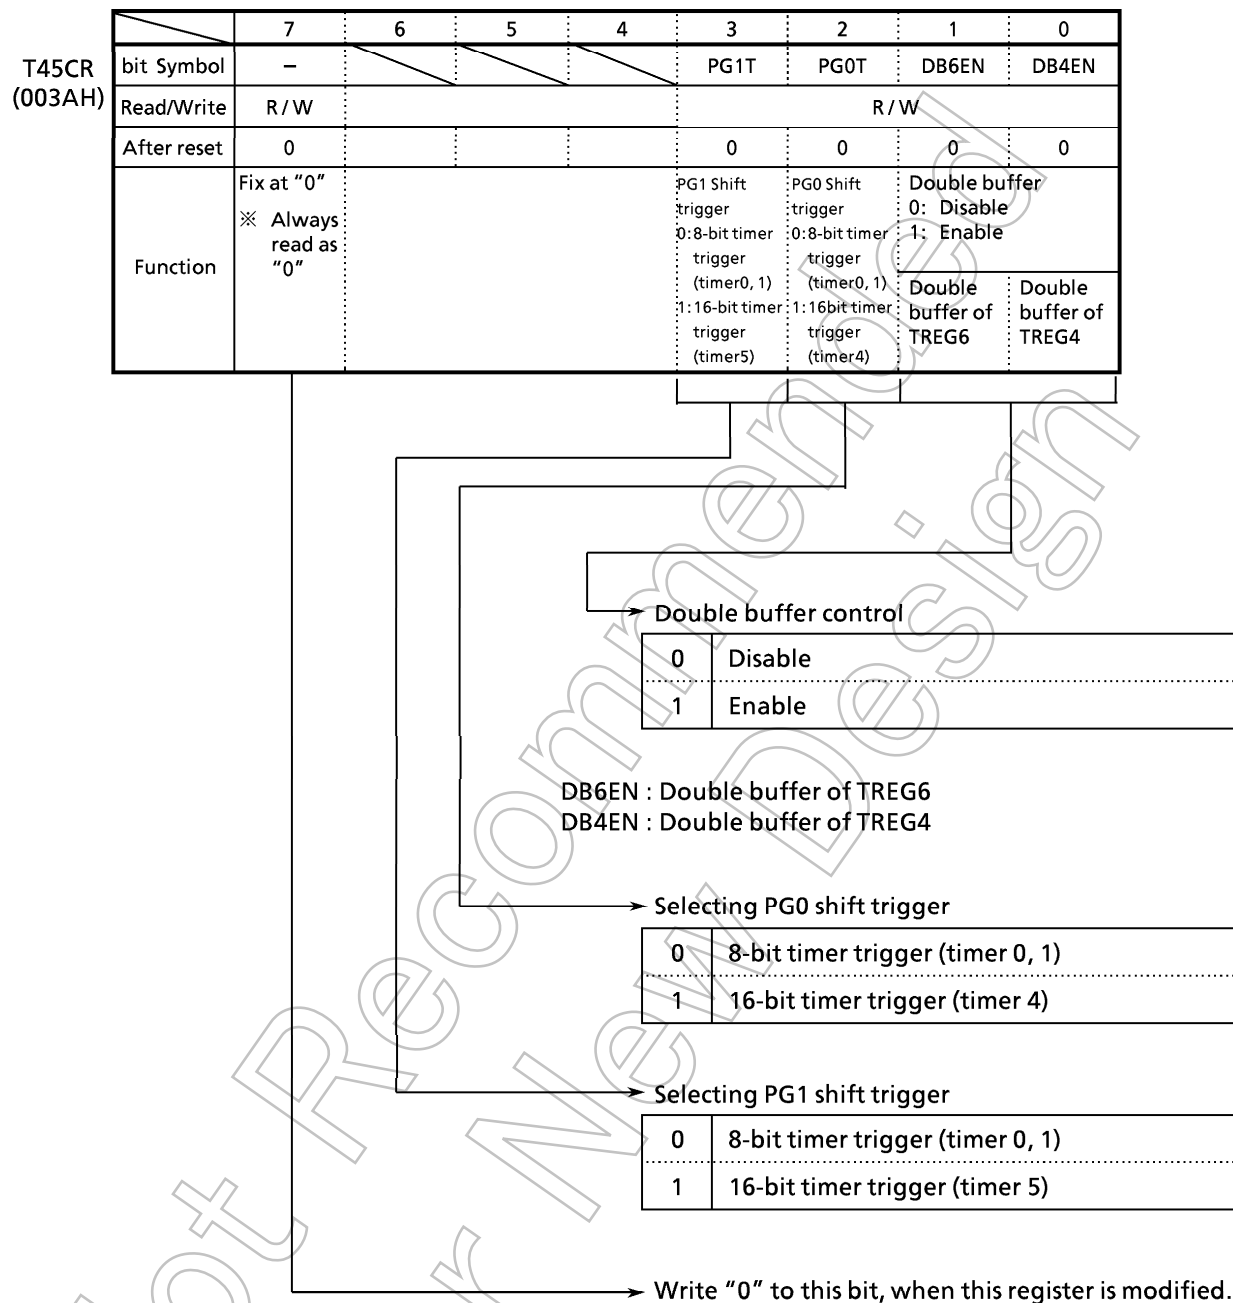 7 6 5 4 3 2 1 0
T45CR
(003AH)
bit Symbol – PG1T PG0T DB6EN DB4EN
Read/Write R / W R / W
After reset 0 0 0 0 0
Function
Fix at “0”
※ Always
read as
“0”
PG1 Shift
trigger
0:8-bit timer
trigger
(timer0, 1)
1:16-bit timer
trigger
(timer5)
PG0 Shift
trigger
0:8-bit timer
trigger
(timer0, 1)
1:16bit timer
trigger
(timer4)
Double buffer
0: Disable
1: Enable
Double
buffer of
TREG6
Double
buffer of
TREG4
Double buffer control
0 Disable
1 Enable
DB6EN : Double buffer of TREG6
DB4EN : Double buffer of TREG4
Selecting PG0 shift trigger
0 8-bit timer trigger (timer 0, 1)
1 16-bit timer trigger (timer 4)
Selecting PG1 shift trigger
0 8-bit timer trigger (timer 0, 1)
1 16-bit timer trigger (timer 5)
Write “0” to this bit, when this register is modified.
ot Recommended
r New Design